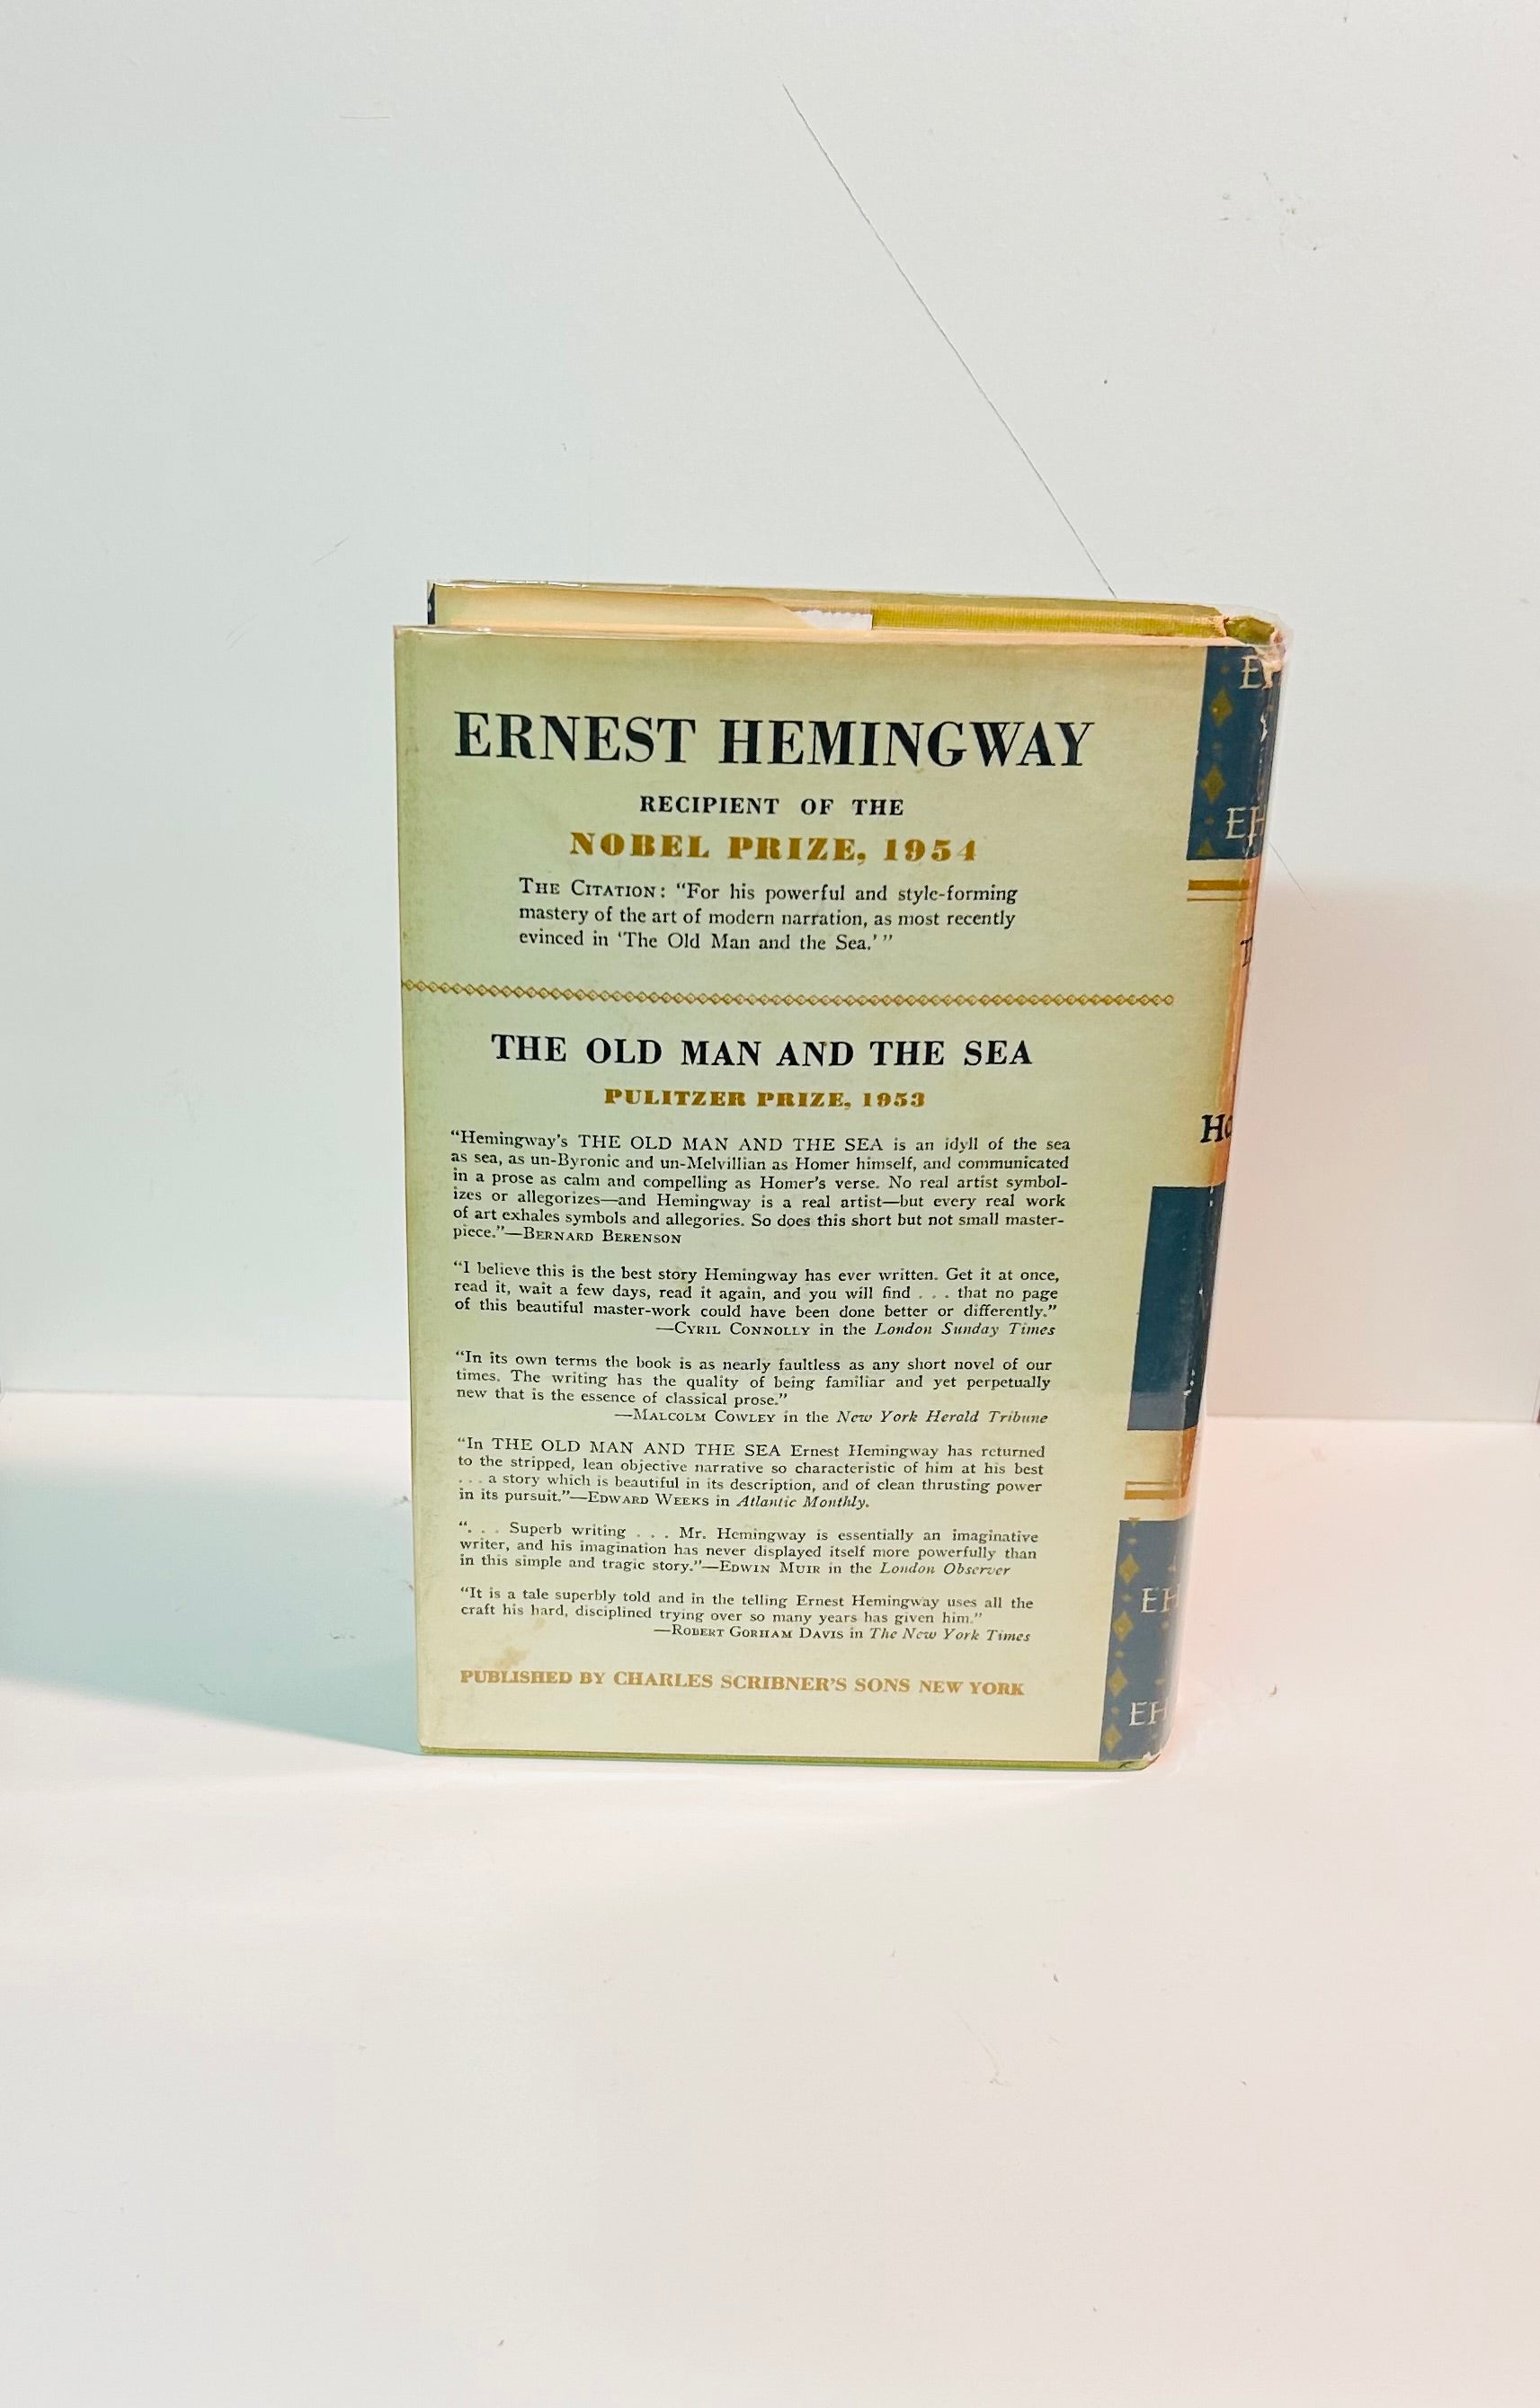 ERNEST HEMINGWAY
RECIPIENT OF THE
NOBEL PRIZE, 1954
THE CITATION: "For his powerful and style-forming
mastery of the art of modern narration, as most recently
evinced in 'The Old Man and the Sea.'"
THE OLD MAN AND THE SEA
PULITZER PRIZE, 1953
"Hemingway's THE OLD MAN AND THE SEA is an idyll of the sea
as sea, as un-Byronic and un-Melvillian as Homer himself, and communicated
in a prose as calm and compelling as Homer's verse. No real artist symbol-
izes or allegorizes—and Hemingway is a real artist—but every real work
of art exhales symbols and allegories. So does this short but not small master-
piece."—BERNARD BERENSON
"I believe this is the best story Hemingway has ever written. Get it at once,
read it, wait a few days, read it again, and you will find . . . that no page
of this beautiful master-work could have been done better or differently."
—CYRIL CONNOLLY in the London Sunday Times
"In its own terms the book is as nearly faultless as any short novel of our
times. The writing has the quality of being familiar and yet perpetually
new that is the essence of classical prose."
—MALCOLM COWLEY in the New York Herald Tribune
"In THE OLD MAN AND THE SEA Ernest Hemingway has returned
to the stripped, lean objective narrative so characteristic of him at his best
. . . a story which is beautiful in its description, and of clean thrusting power
in its pursuit."—EDWARD WEEKS in Atlantic Monthly.
". . . Superb writing . . . Mr. Hemingway is essentially an imaginative
writer, and his imagination has never displayed itself more powerfully than
in this simple and tragic story."—EDWIN MUIR in the London Observer
"It is a tale superbly told and in the telling Ernest Hemingway uses all the
craft his hard, disciplined trying over so many years has given him."
—ROBERT GORHAM DAVIS in The New York Times
PUBLISHED BY CHARLES SCRIBNER'S SONS NEW YORK
EH
EH
EH